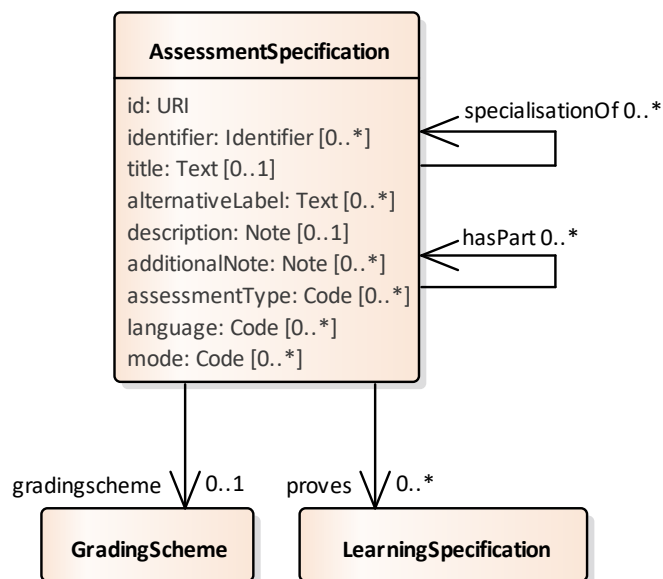 AssessmentSpecification
id: URI
identifier: Identifier [0..*]
title: Text [0..1]
alternativeLabel: Text [0..*]
description: Note [0..1]
additionalNote: Note [0..*]
assessmentType: Code [0..*]
language: Code [0..*]
mode: Code [0..*]
specialisationOf 0..*
hasPart 0..*
gradingscheme 0..1
proves 0..*
GradingScheme
LearningSpecification